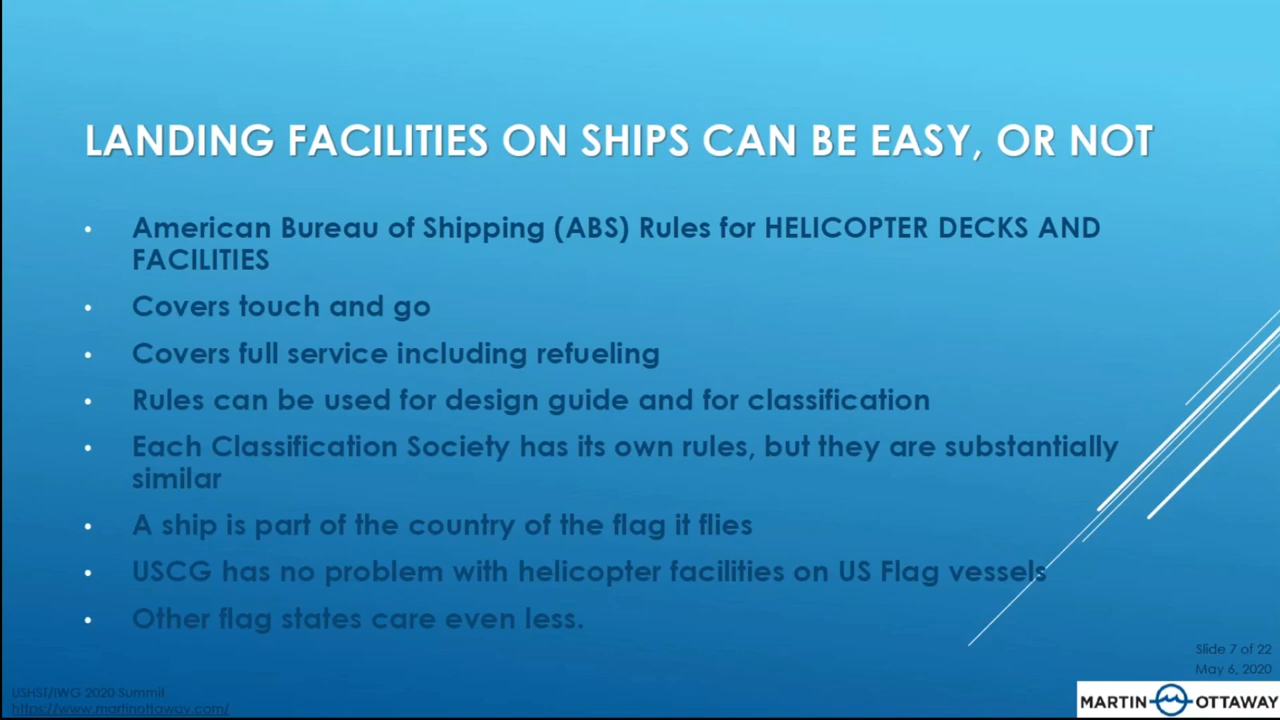 LANDING FACILITIES ON SHIPS CAN BE EASY, OR NOT
• American Bureau of Shipping (ABS) Rules for HELICOPTER DECKS AND
FACILITIES
• Covers touch and go
• Covers full service including refueling
• Rules can be used for design guide and for classification
• Each Classification Society has its own rules, but they are substantially
similar
• A ship is part of the country of the flag it flies
• USCG has no problem with helicopter facilities on US Flag vessels
• Other flag states care even less.
Slide 7 of 22
May 6, 2020
USHST/IWG 2020 Summit
https://www.martinottaway.com/
MARTIN OTTAWAY